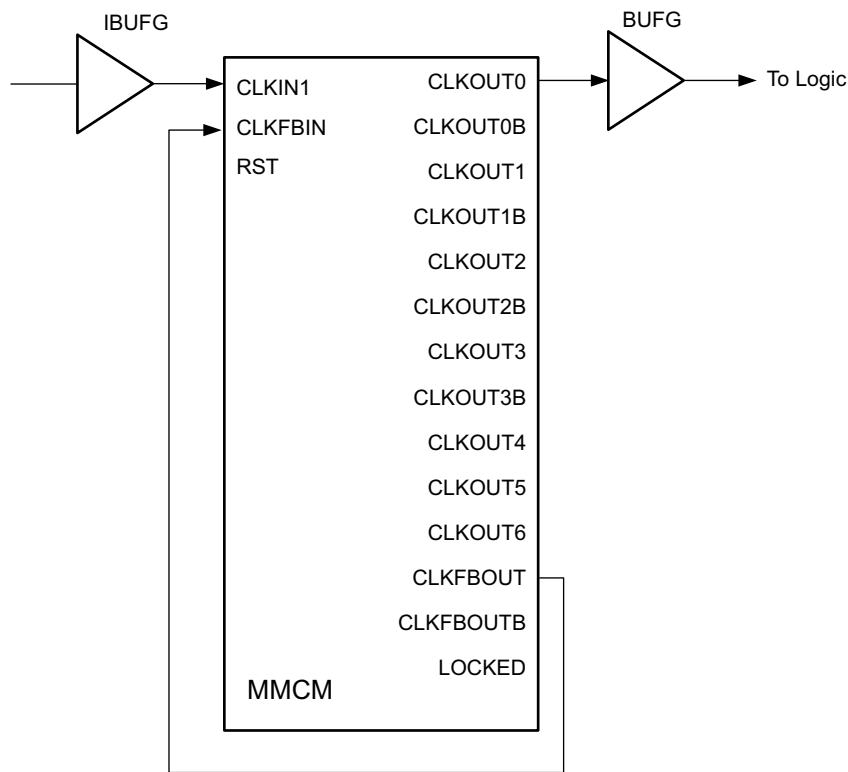 IBUFG
BUFG
CLKIN1
CLKOUT0
To Logic
CLKFBIN
CLKOUT0B
RST
CLKOUT1
CLKOUT1B
CLKOUT2
CLKOUT2B
CLKOUT3
CLKOUT3B
CLKOUT4
CLKOUT5
CLKOUT6
CLKFBOUT
CLKFBOUTB
LOCKED
MMCM